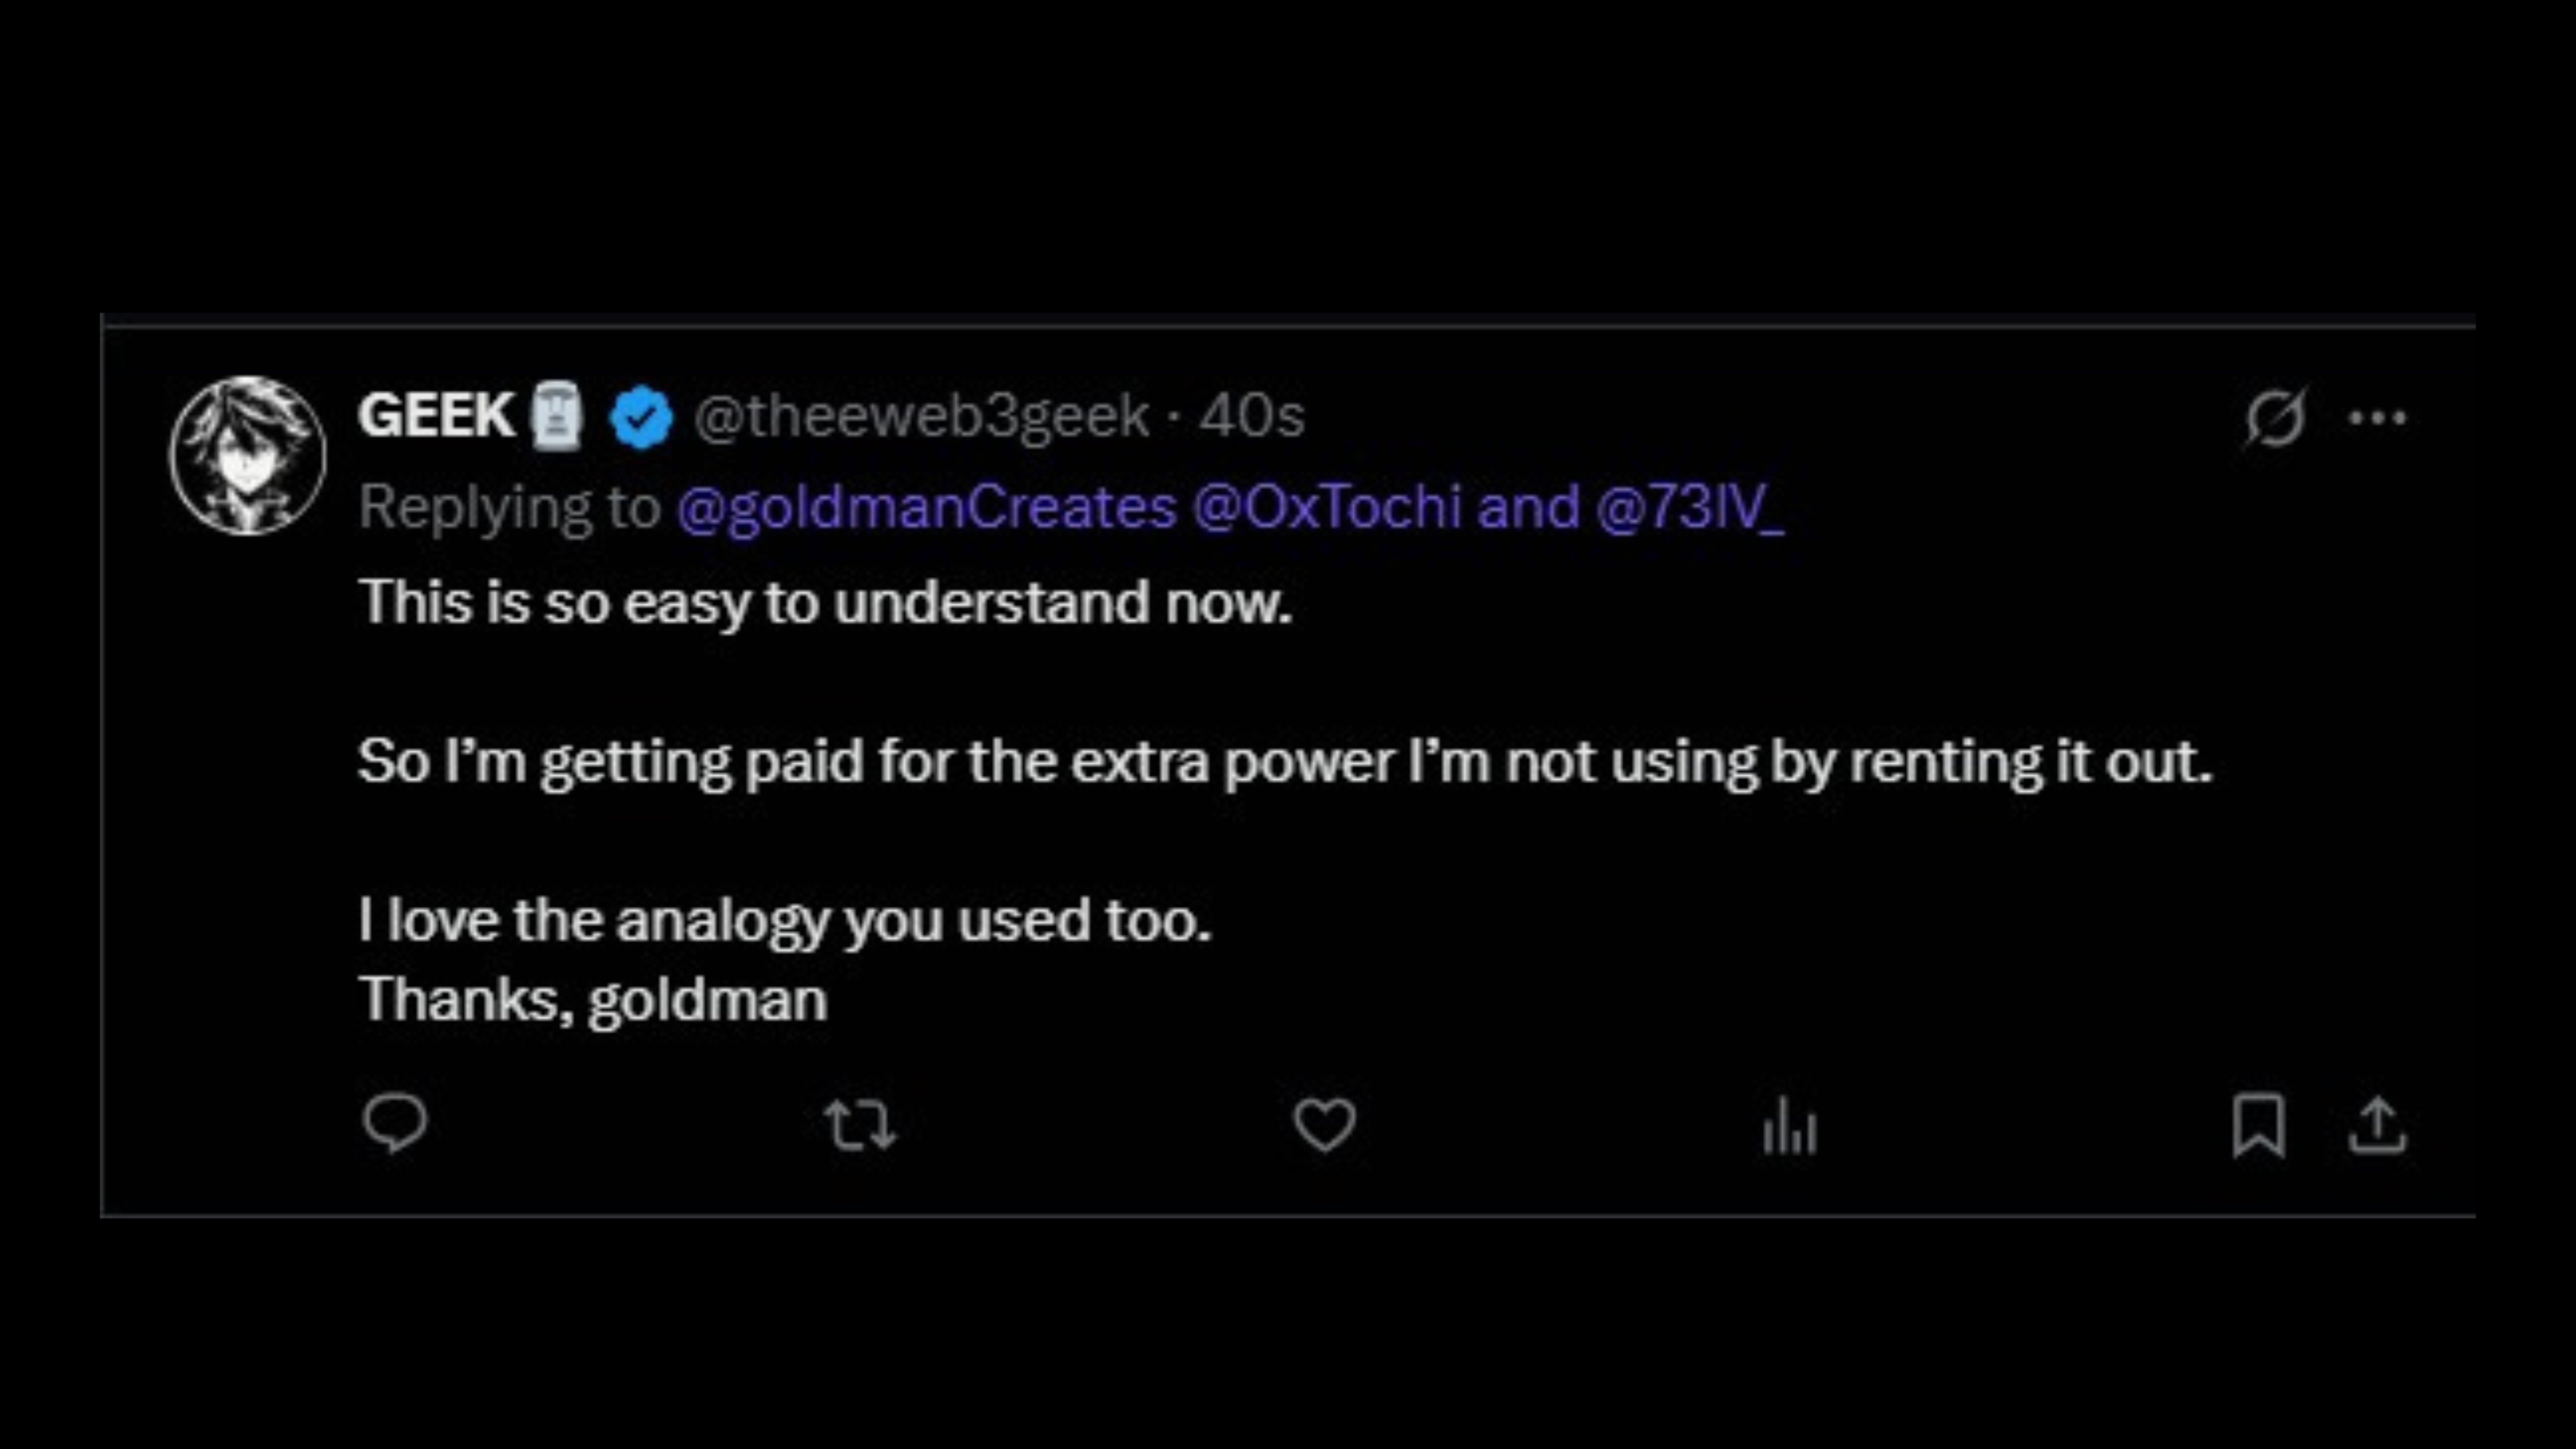 GEEK @theeweb3geek · 40s
Replying to @goldmanCreates @OxTochi and @73IV_
This is so easy to understand now.
So I’m getting paid for the extra power I’m not using by renting it out.
I love the analogy you used too.
Thanks, goldman